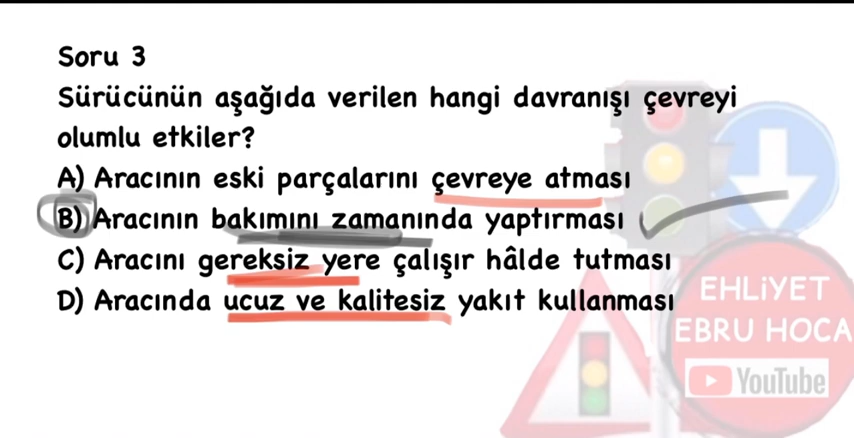 Soru 3
Sürücünün aşağıda verilen hangi davranışı çevreyi
olumlu etkiler?
A) Aracının eski parçalarını çevreye atması
B) Aracının bakımını zamanında yaptırması
C) Aracını gereksiz yere çalışır hâlde tutması
D) Aracında ucuz ve kalitesiz yakıt kullanması
EHLİYET
EBRU HOCA
YouTube